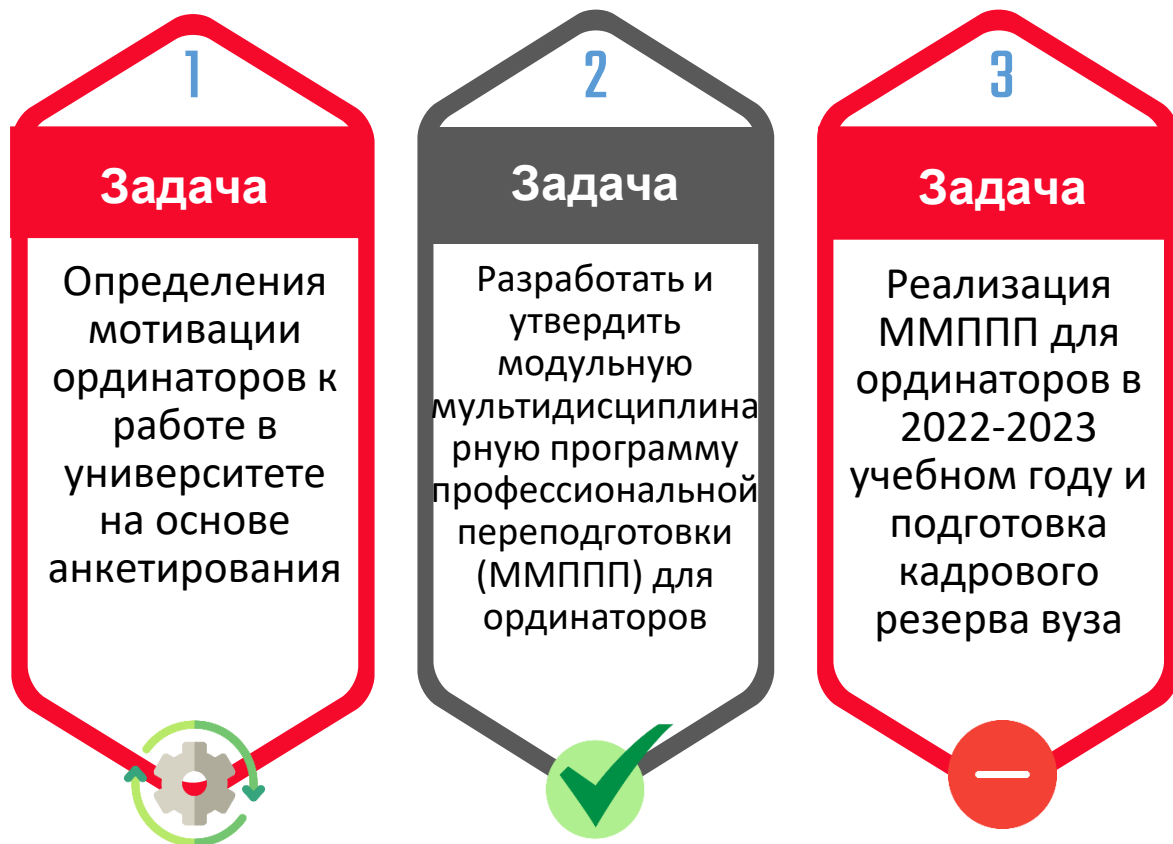 1
Задача
Определения
мотивации
ординаторов к
работе в
университете
на основе
анкетирования
2
Задача
Разработать и
утвердить
модульную
мультидисциплина
рную программу
профессиональной
переподготовки
(ММППП) для
ординаторов
3
Задача
Реализация
ММППП для
ординаторов в
2022-2023
учебном году и
подготовка
кадрового
резерва вуза